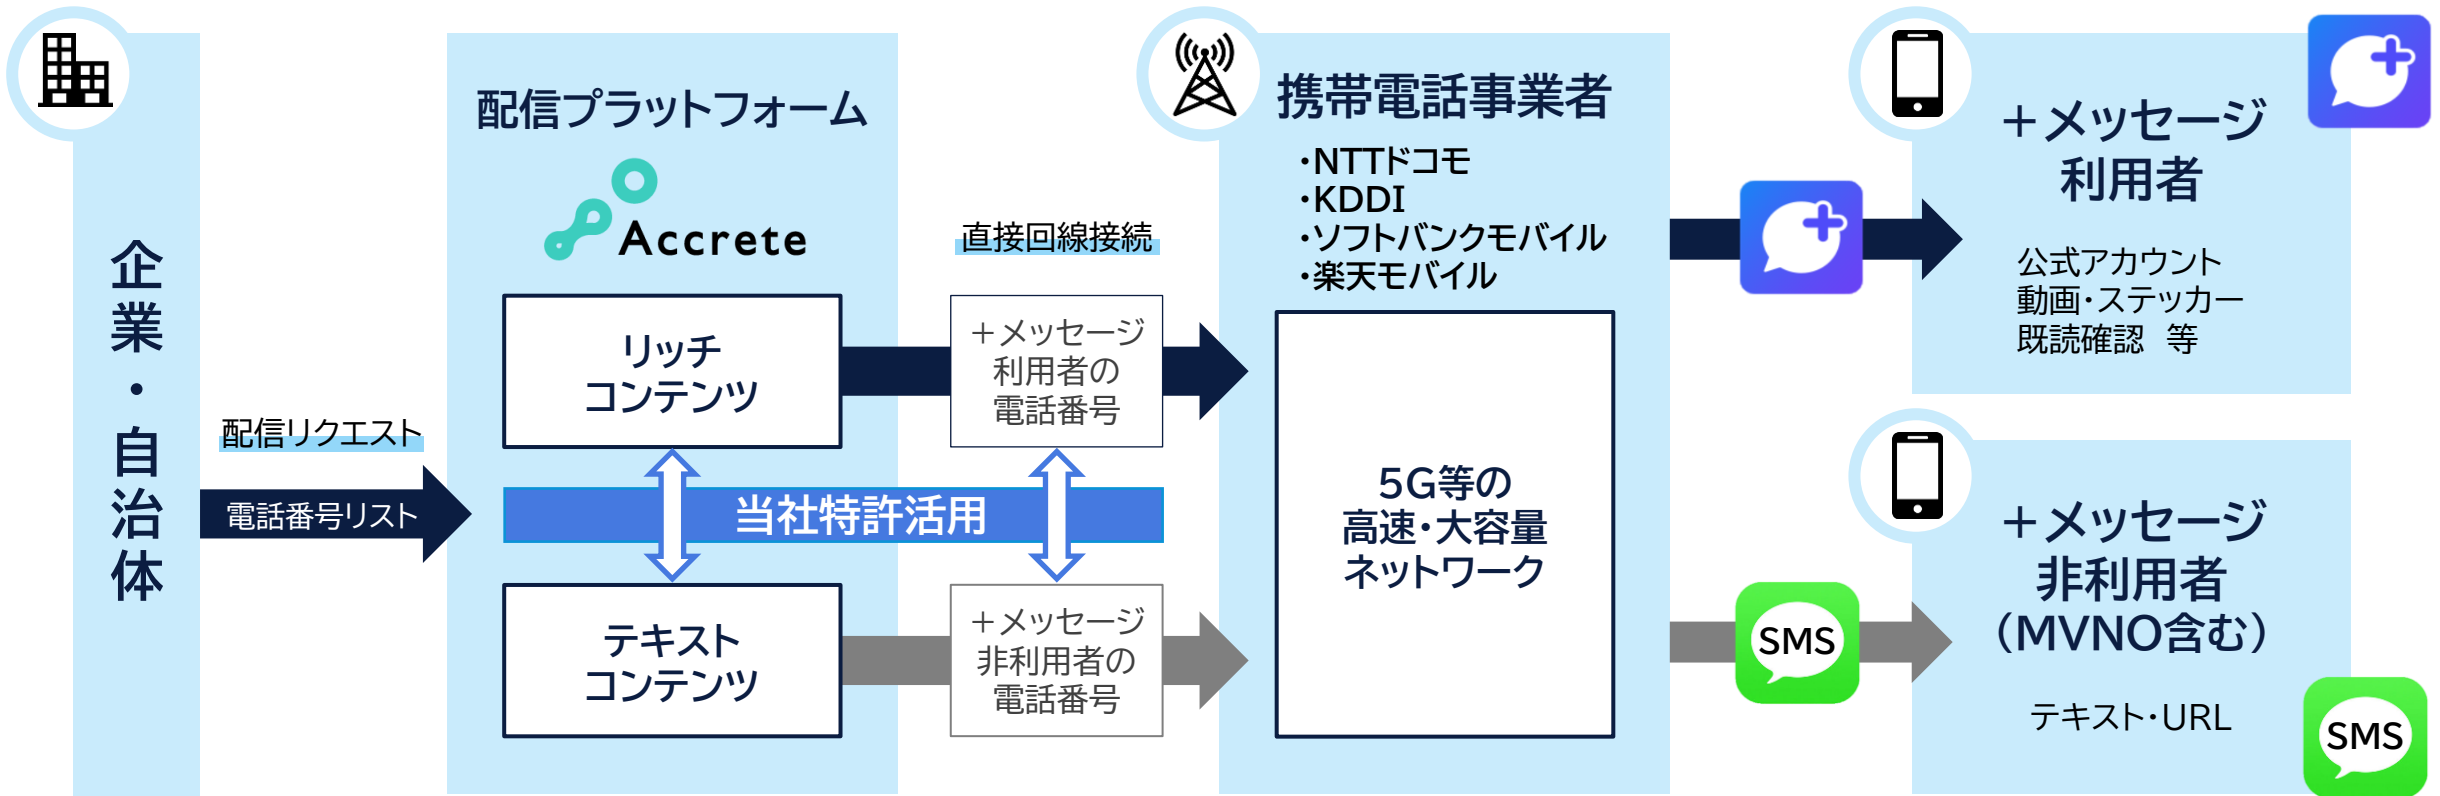 企業・自治体
配信リクエスト
電話番号リスト
配信プラットフォーム
Accrete
リッチ
コンテンツ
当社特許活用
テキスト
コンテンツ
直接回線接続
＋メッセージ
利用者の
電話番号
＋メッセージ
非利用者の
電話番号
携帯電話事業者
・NTTドコモ
・KDDI
・ソフトバンクモバイル
・楽天モバイル
5G等の
高速・大容量
ネットワーク
SMS
＋メッセージ
利用者
公式アカウント
動画・ステッカー
既読確認　等
＋メッセージ
非利用者
（MVNO含む）
テキスト・URL
SMS